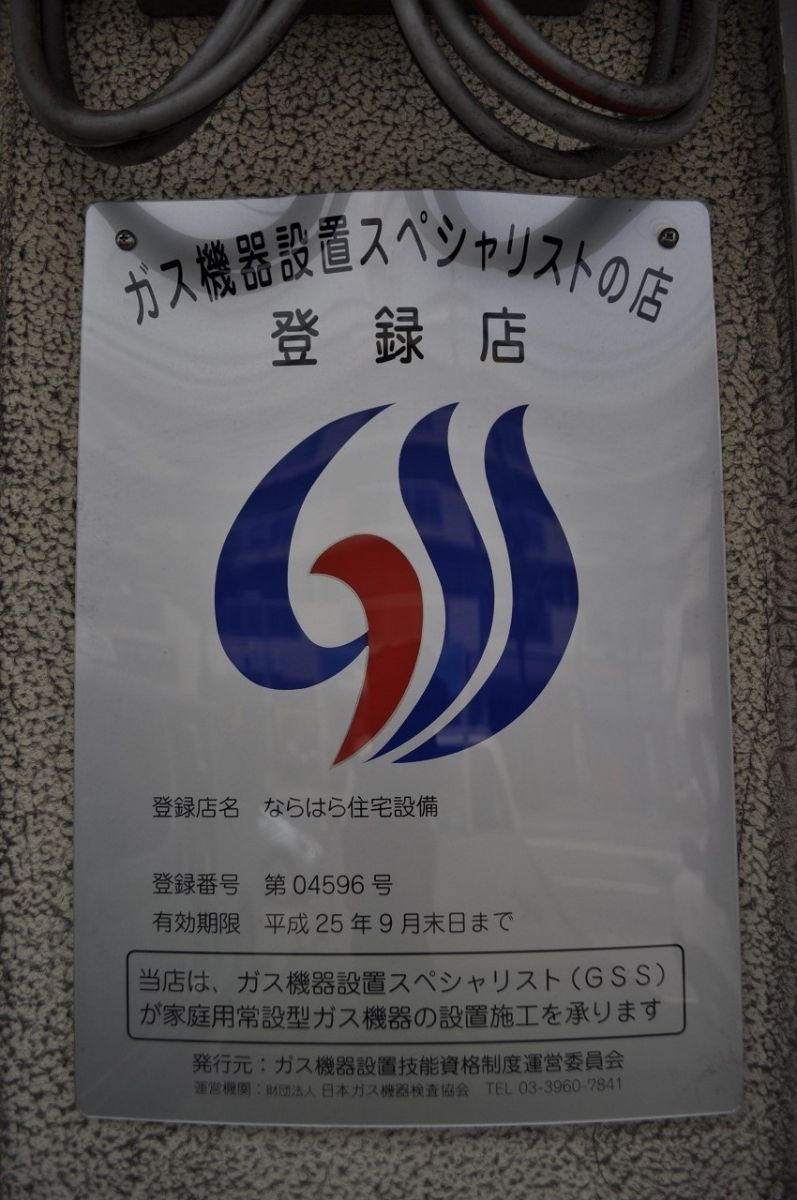 ガス機器設置スペシャリストの店
登録店
登録店名 ならはら住宅設備
登録番号 第04596号
有効期限 平成25年9月末日まで
当店は、ガス機器設置スペシャリスト(GSS)
が家庭用常設型ガス機器の設置施工を承ります
発行元:ガス機器設置技能資格制度運営委員会
運営機関:財団法人 日本ガス機器検査協会 TEL 03-3960-7841